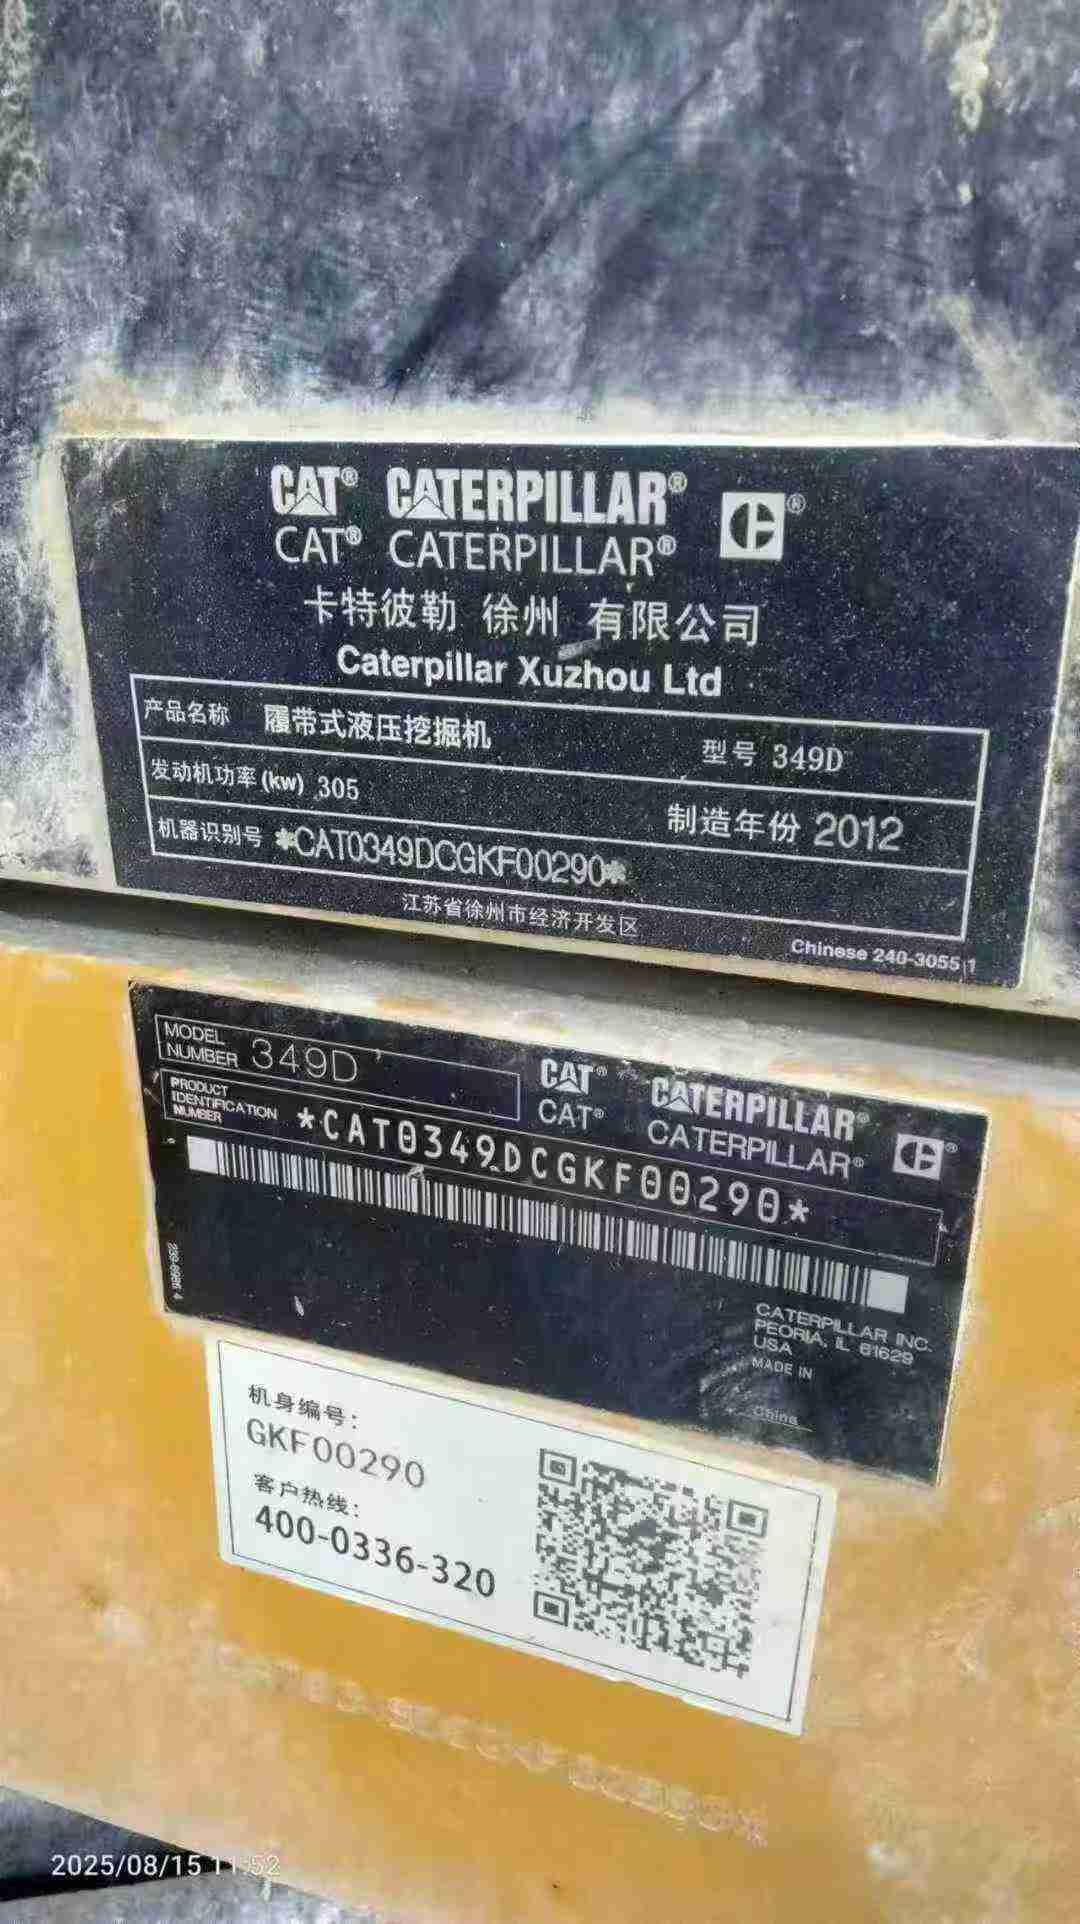 CAT® CATERPILLAR®
CAT® CATERPILLAR®
卡特彼勒 徐州 有限公司
Caterpillar Xuzhou Ltd
产品名称 履带式液压挖掘机 型号 349D
发动机功率(kw) 305 制造年份 2012
机器识别号 *CAT0349DCGKF00290*
江苏省徐州市经济开发区
Chinese 240-3055 1
MODEL NUMBER 349D
CAT® CATERPILLAR®
CAT® CATERPILLAR®
PRODUCT IDENTIFICATION NUMBER *CAT0349DCGKF00290*
239-6986 4
CATERPILLAR INC.
PEORIA, IL 61629
USA
MADE IN
China
机身编号:
GKF00290
客户热线:
400-0336-320
2025/08/15 11:52